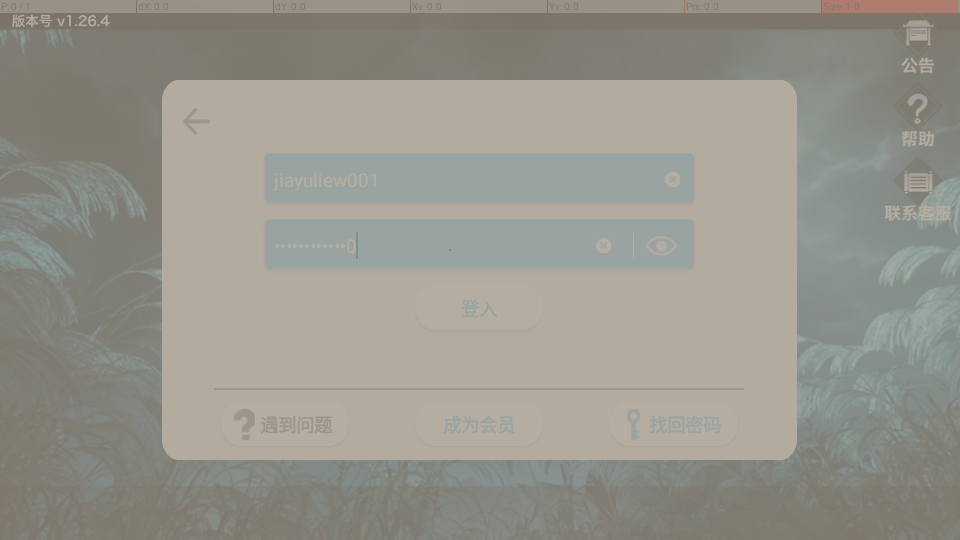 P: 0 / 1 dX: 0.0 dY: 0.0 Xv: 0.0 Yv: 0.0 Prs: 0.0 Size: 1.0
版本号 v1.26.4
公告
帮助
联系客服
jiayuliew001
••••••••••••0
登入
遇到问题 成为会员 找回密码